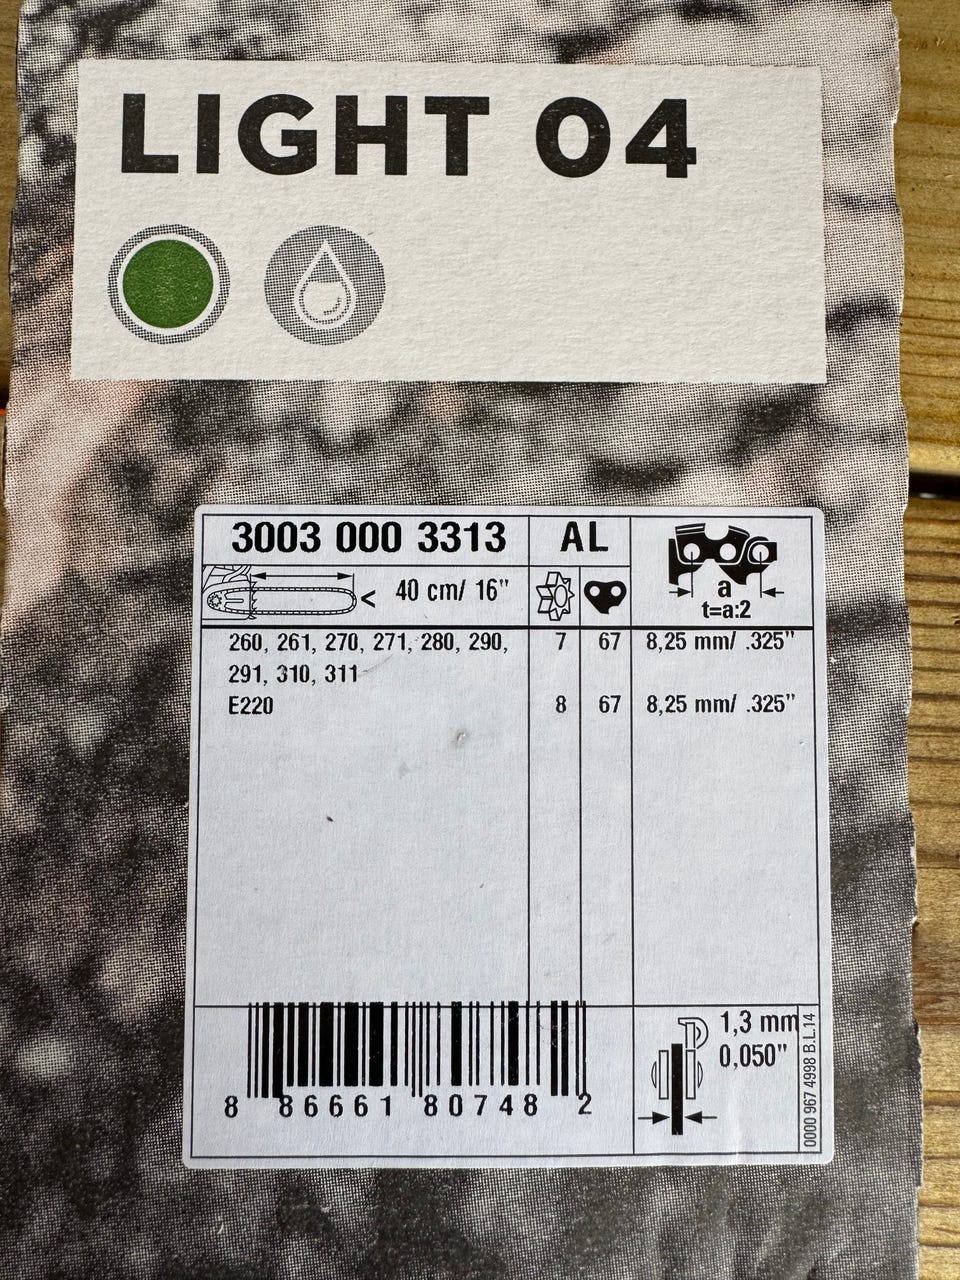 LIGHT 04
3003 000 3313 AL
< 40 cm/ 16"
a
t=a:2
260, 261, 270, 271, 280, 290, 7 67 8,25 mm/ .325"
291, 310, 311
E220 8 67 8,25 mm/ .325"
1,3 mm
0,050"
0000 967 4998 B.L.14
8 86661 80748 2